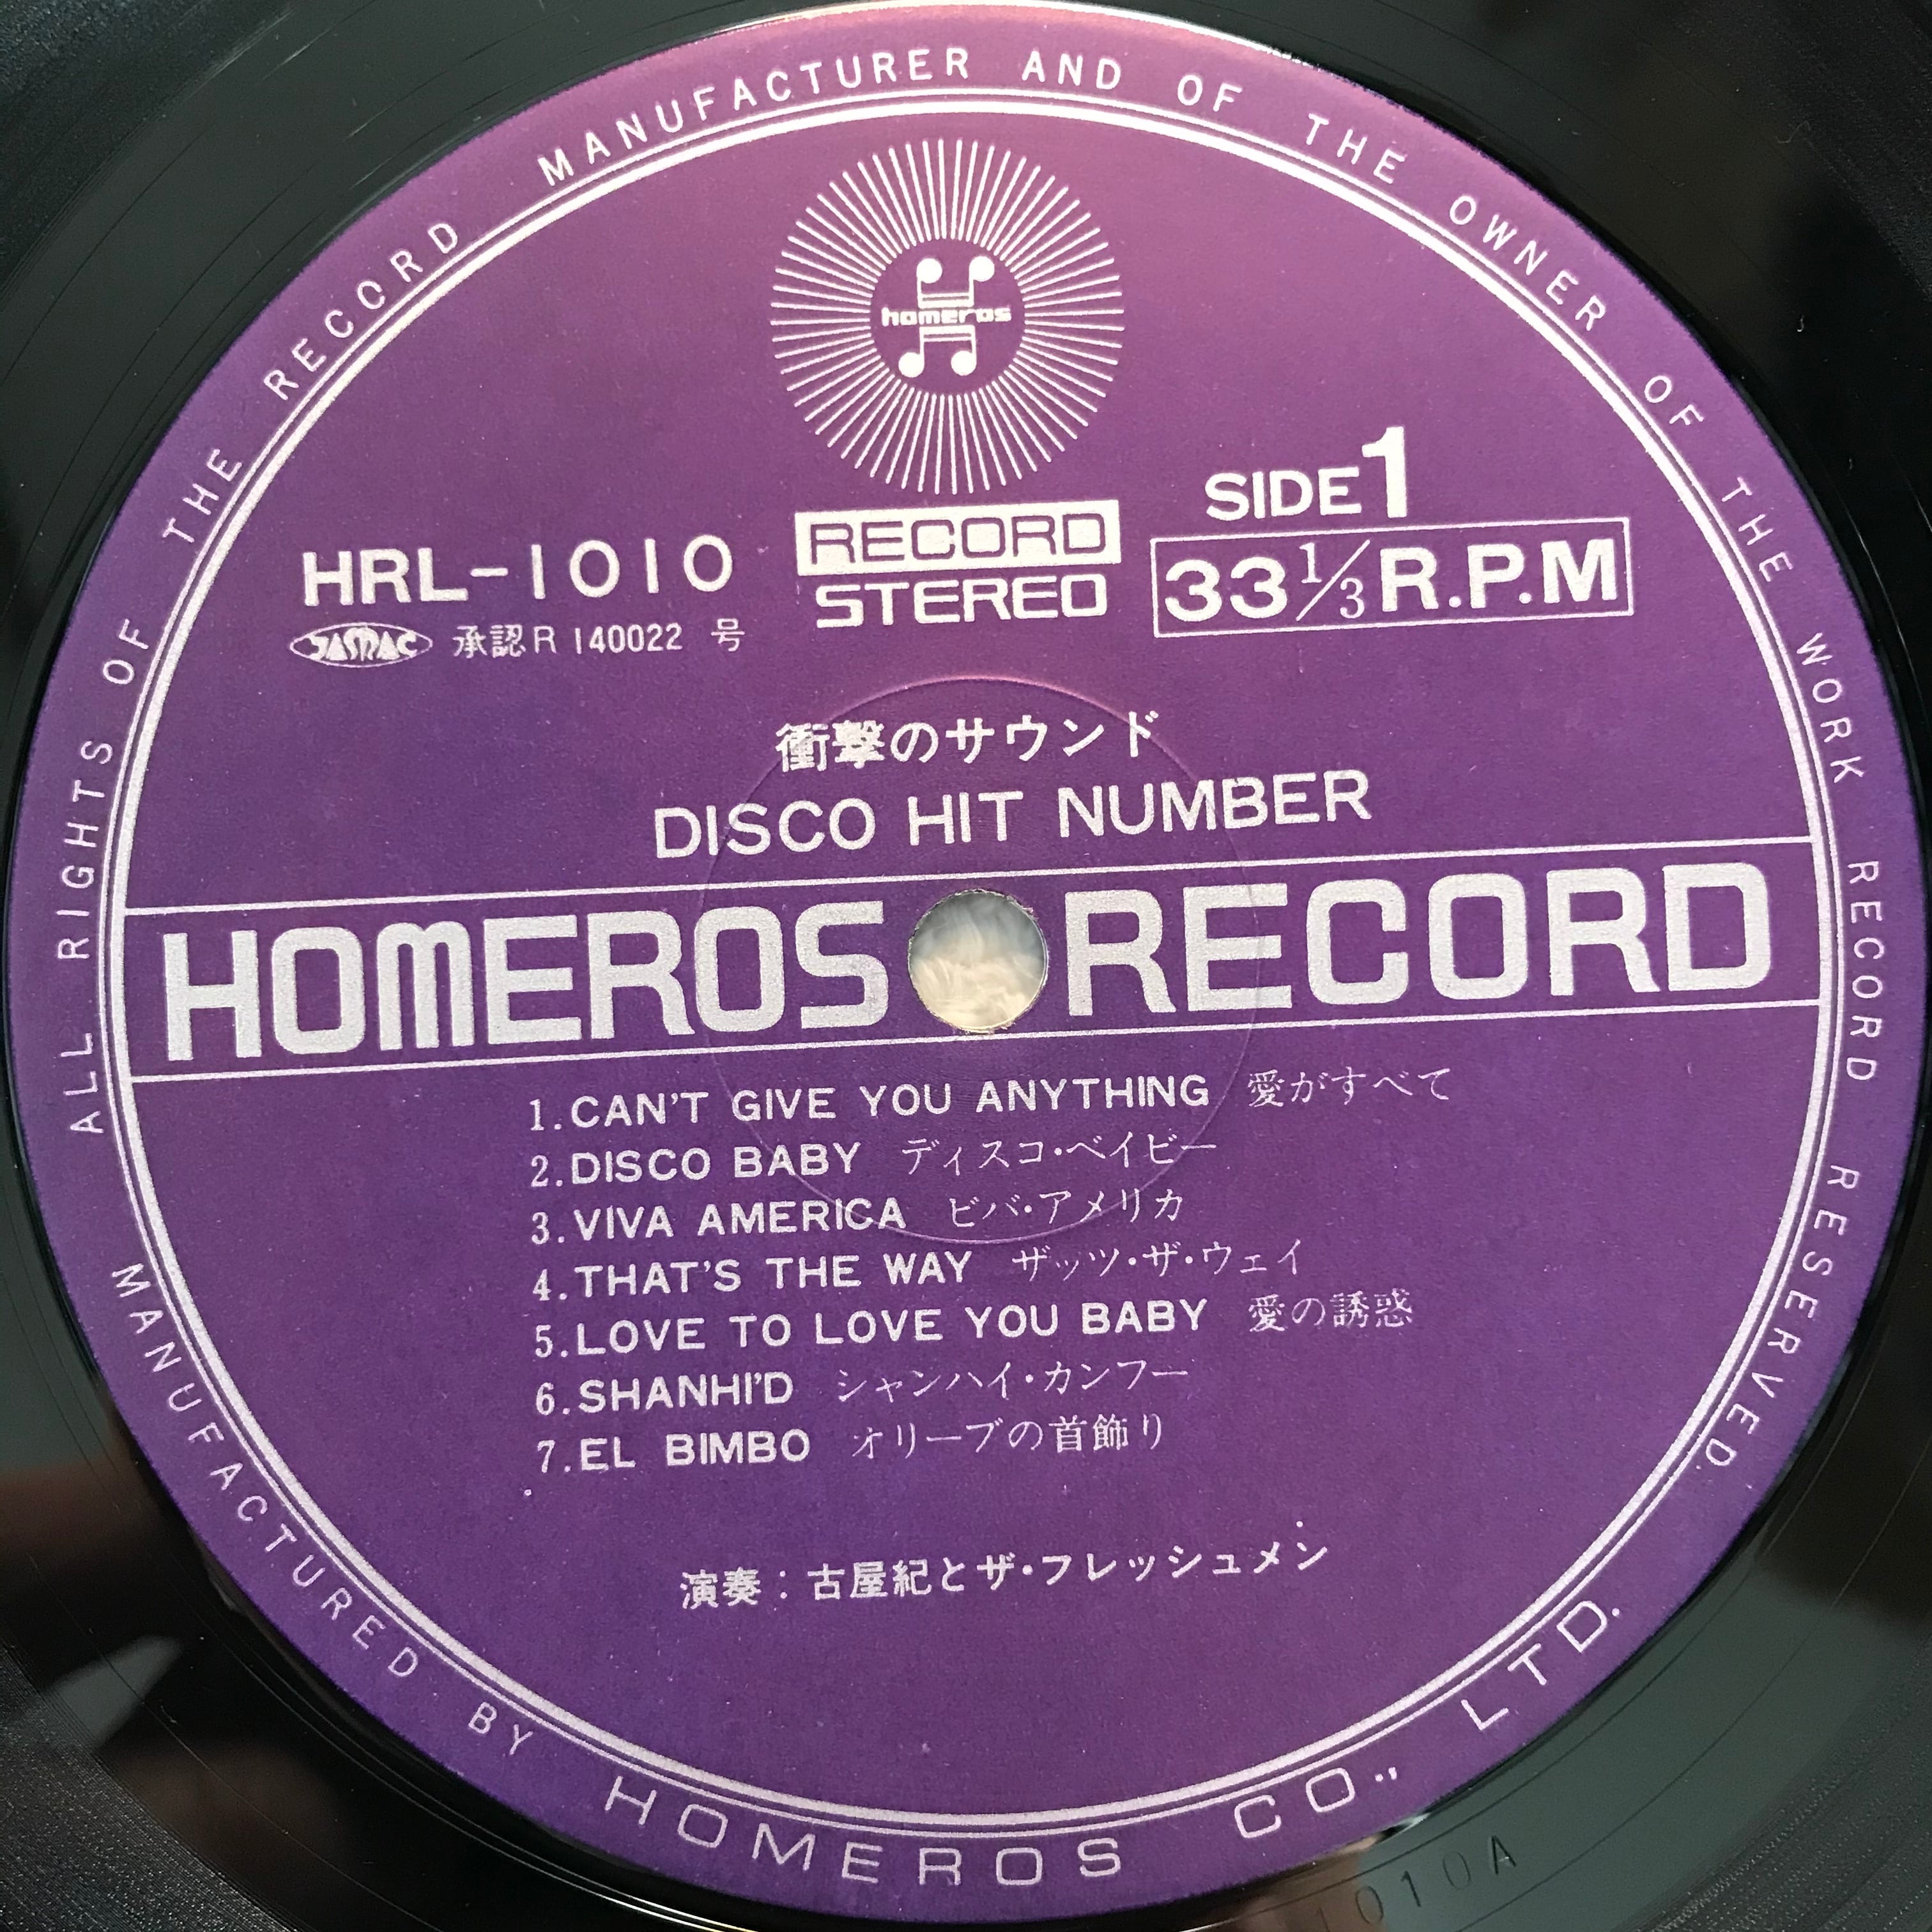 ALL RIGHTS OF THE RECORD MANUFACTURER AND OF THE OWNER OF THE WORK RECORD RECORD RESERVED.
homeros
RECORD
STEREO
SIDE 1
33 1/3 R.P.M
HRL-1010
JASRAC 承認R 140022 号
衝撃のサウンド
DISCO HIT NUMBER
HOMEROS RECORD
1.CAN'T GIVE YOU ANYTHING 愛がすべて
2.DISCO BABY ディスコ・ベイビー
3.VIVA AMERICA ビバ・アメリカ
4.THAT'S THE WAY ザッツ・ザ・ウェイ
5.LOVE TO LOVE YOU BABY 愛の誘惑
6.SHANHI'D シャンハイ・カンフー
7.EL BIMBO オリーブの首飾り
演奏：古屋紀とザ・フレッシュメン
MANUFACTURED BY HOMEROS CO., LTD.
1010A